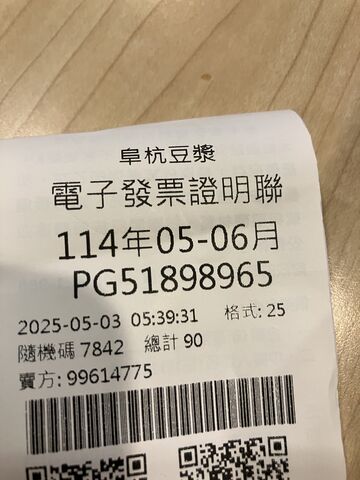 阜杭豆漿
電子發票證明聯
114年05-06月
PG51898965
2025-05-03 05:39:31 格式: 25
隨機碼 7842 總計 90
賣方: 99614775